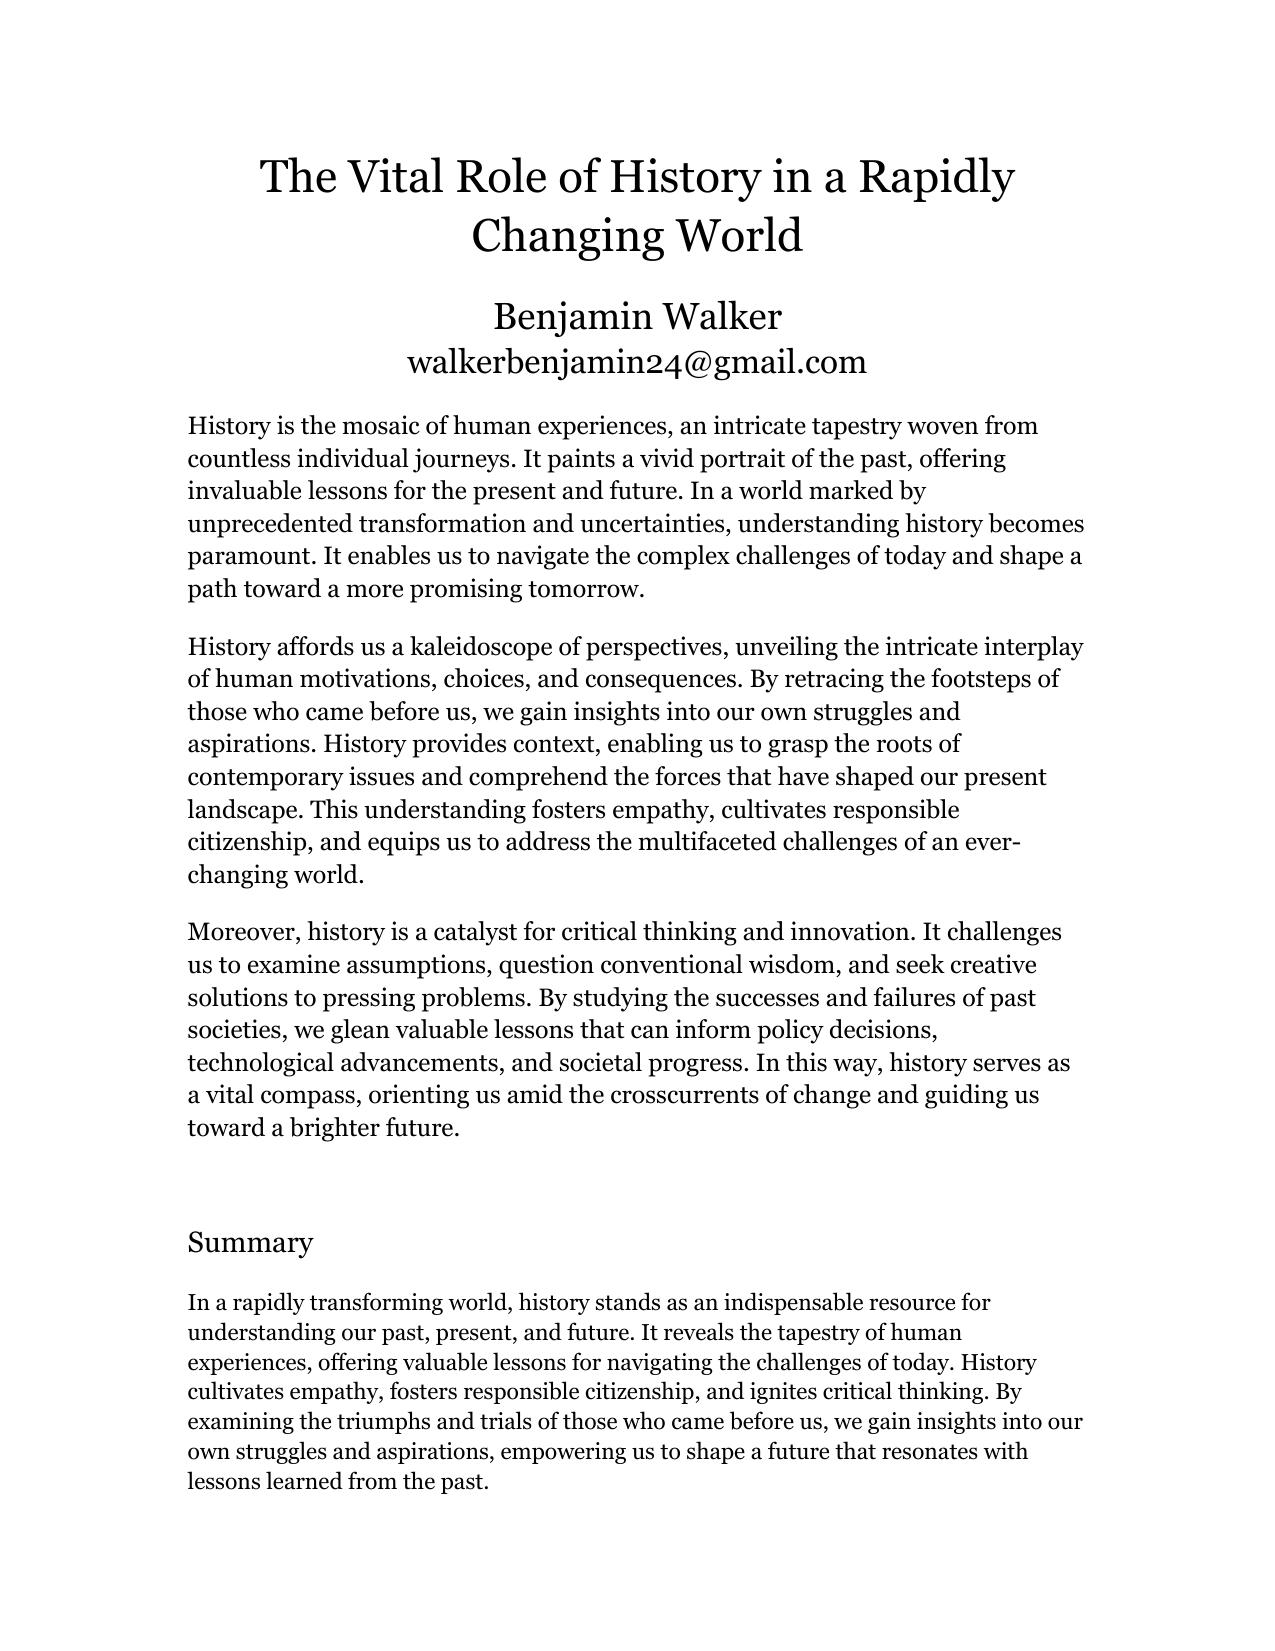 The Vital Role of History in a Rapidly
Changing World
Benjamin Walker
walkerbenjamin24@gmail.com
History is the mosaic of human experiences, an intricate tapestry woven from
countless individual journeys. It paints a vivid portrait of the past, offering
invaluable lessons for the present and future. In a world marked by
unprecedented transformation and uncertainties, understanding history becomes
paramount. It enables us to navigate the complex challenges of today and shape a
path toward a more promising tomorrow.
History affords us a kaleidoscope of perspectives, unveiling the intricate interplay
of human motivations, choices, and consequences. By retracing the footsteps of
those who came before us, we gain insights into our own struggles and
aspirations. History provides context, enabling us to grasp the roots of
contemporary issues and comprehend the forces that have shaped our present
landscape. This understanding fosters empathy, cultivates responsible
citizenship, and equips us to address the multifaceted challenges of an ever-
changing world.
Moreover, history is a catalyst for critical thinking and innovation. It challenges
us to examine assumptions, question conventional wisdom, and seek creative
solutions to pressing problems. By studying the successes and failures of past
societies, we glean valuable lessons that can inform policy decisions,
technological advancements, and societal progress. In this way, history serves as
a vital compass, orienting us amid the crosscurrents of change and guiding us
toward a brighter future.
Summary
In a rapidly transforming world, history stands as an indispensable resource for
understanding our past, present, and future. It reveals the tapestry of human
experiences, offering valuable lessons for navigating the challenges of today. History
cultivates empathy, fosters responsible citizenship, and ignites critical thinking. By
examining the triumphs and trials of those who came before us, we gain insights into our
own struggles and aspirations, empowering us to shape a future that resonates with
lessons learned from the past.